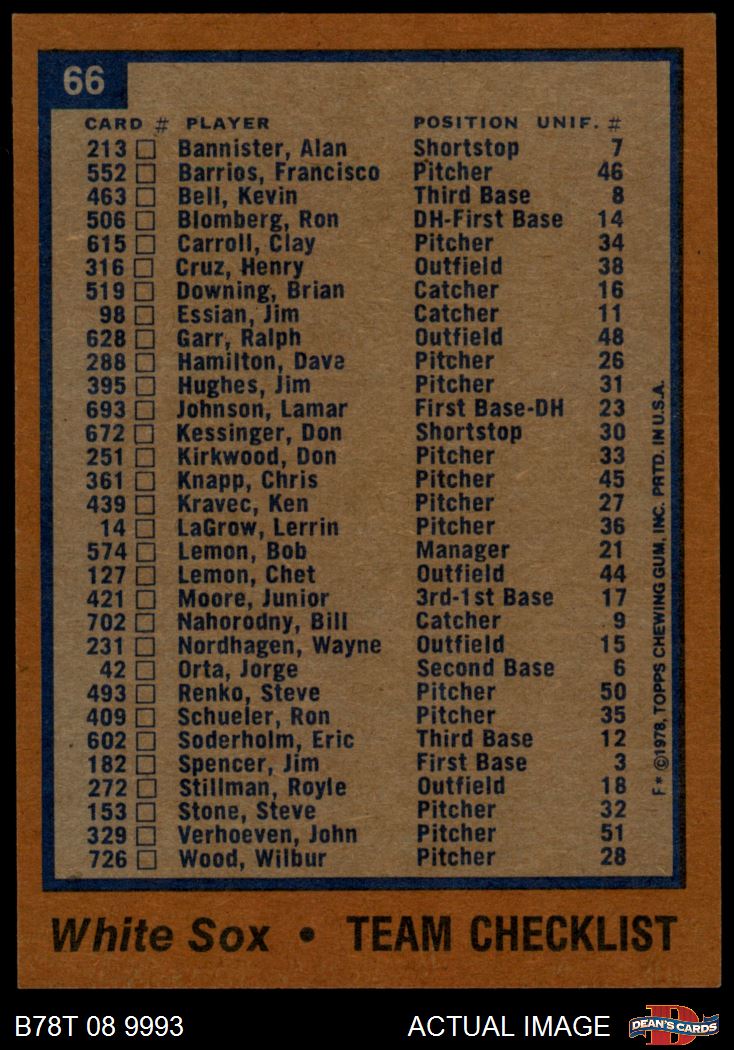 66
CARD # PLAYER POSITION UNIF. #
213 Bannister, Alan Shortstop 7
552 Barrios, Francisco Pitcher 46
463 Bell, Kevin Third Base 8
506 Blomberg, Ron DH-First Base 14
615 Carroll, Clay Pitcher 34
316 Cruz, Henry Outfield 38
519 Downing, Brian Catcher 16
98 Essian, Jim Catcher 11
628 Garr, Ralph Outfield 48
288 Hamilton, Dave Pitcher 26
395 Hughes, Jim Pitcher 31
693 Johnson, Lamar First Base-DH 23
672 Kessinger, Don Shortstop 30
251 Kirkwood, Don Pitcher 33
361 Knapp, Chris Pitcher 45
439 Kravec, Ken Pitcher 27
14 LaGrow, Lerrin Pitcher 36
574 Lemon, Bob Manager 21
127 Lemon, Chet Outfield 44
421 Moore, Junior 3rd-1st Base 17
702 Nahorodny, Bill Catcher 9
231 Nordhagen, Wayne Outfield 15
42 Orta, Jorge Second Base 6
493 Renko, Steve Pitcher 50
409 Schueler, Ron Pitcher 35
602 Soderholm, Eric Third Base 12
182 Spencer, Jim First Base 3
272 Stillman, Royle Outfield 18
153 Stone, Steve Pitcher 32
329 Verhoeven, John Pitcher 51
726 Wood, Wilbur Pitcher 28
F* ©1978, TOPPS CHEWING GUM, INC. PRTD. IN U.S.A.
White Sox • TEAM CHECKLIST
B78T 08 9993 ACTUAL IMAGE
D
DEAN'S CARDS